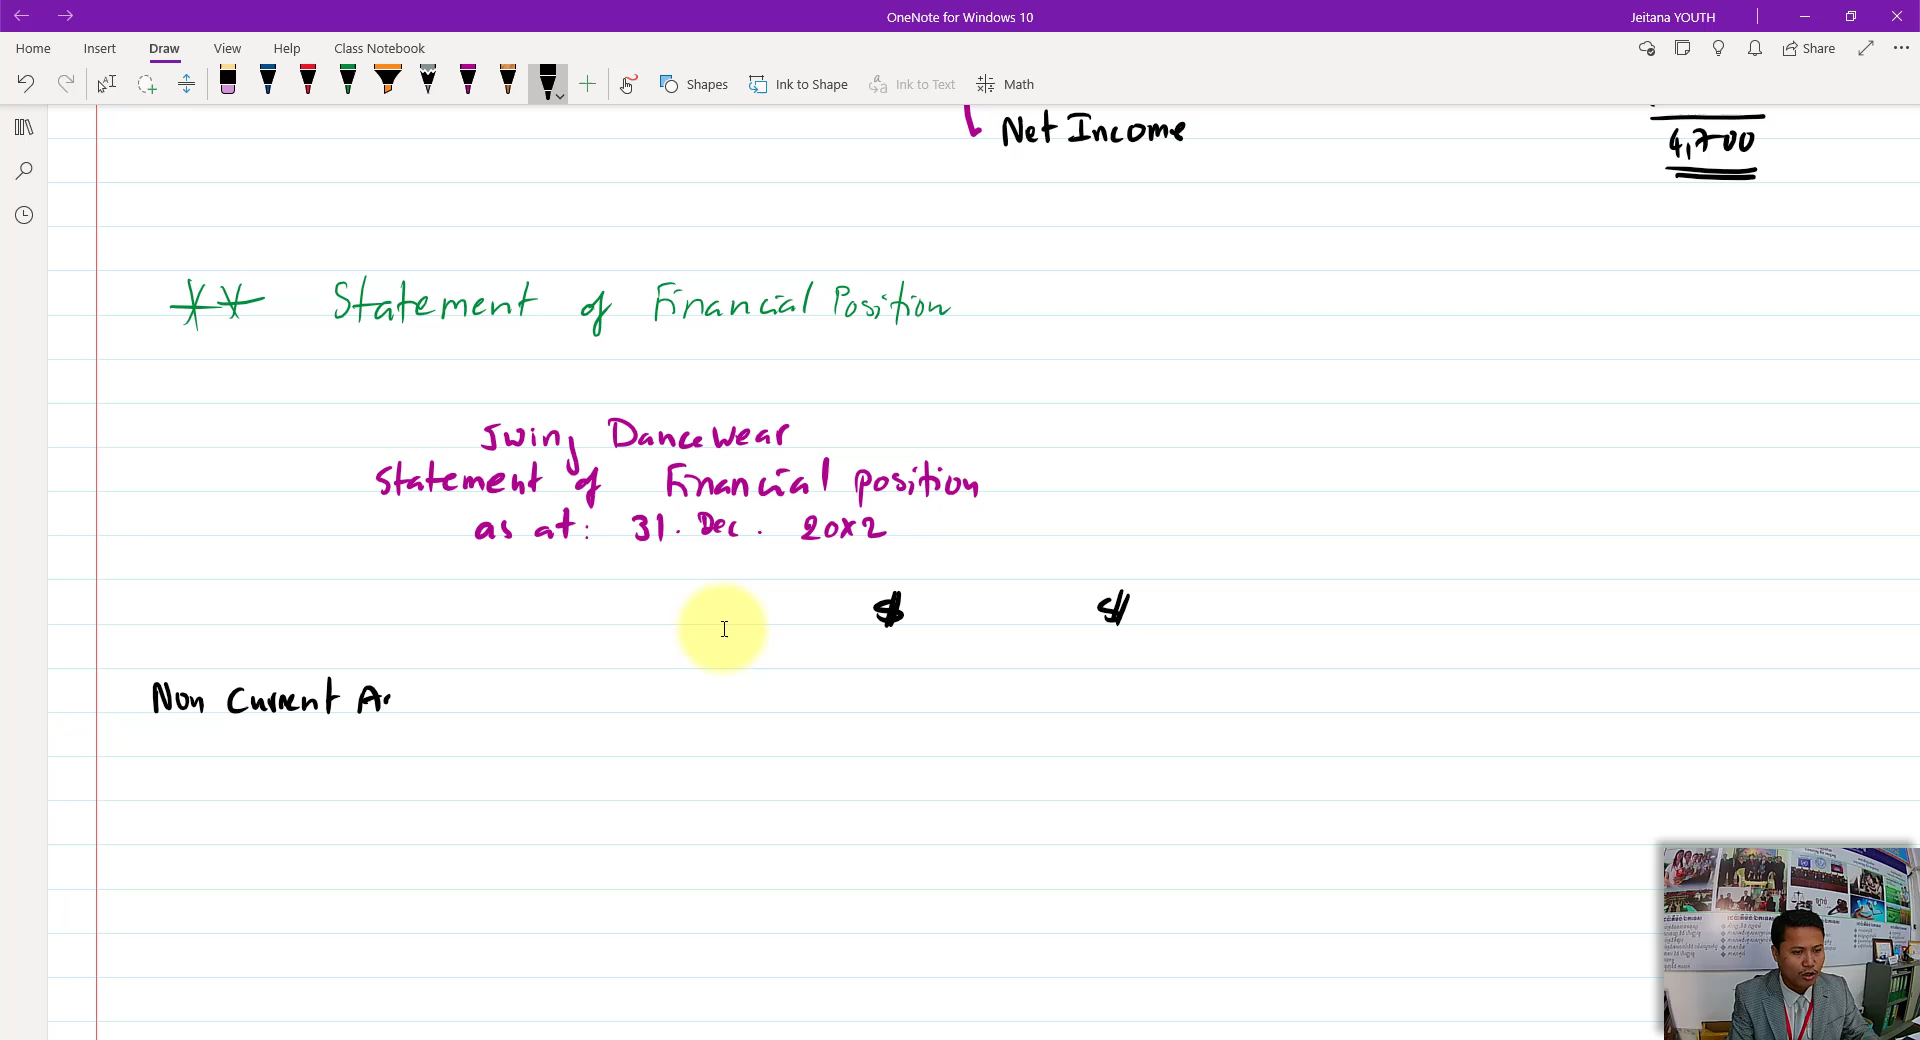 OneNote for Windows 10
Jeitana YOUTH
Home Insert Draw View Help Class Notebook
Share
Shapes Ink to Shape Ink to Text Math
Net Income 4,700
** Statement of Financial Position
Swing DanceWear
Statement of Financial position
as at: 31. Dec. 20x2
$ $
Non Current As